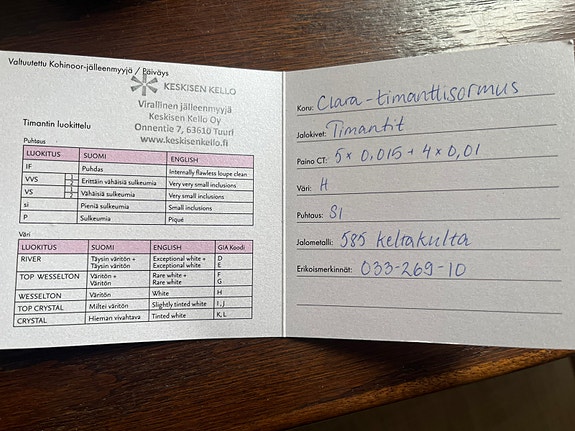 Valtuutettu Kohinoor-jälleenmyyjä / Päiväys
KESKISEN KELLO
Virallinen jälleenmyyjä
Keskisen Kello Oy
Onnentie 7, 63610 Tuuri
www.keskisenkello.fi
Timantin luokittelu
Puhtaus
LUOKITUS SUOMI ENGLISH
IF Puhdas Internally flawless loupe clean
VVS 1 2 Erittäin vähäisiä sulkeumia Very very small inclusions
VS 1 2 Vähäisiä sulkeumia Very small inclusions
si Pieniä sulkeumia Small inclusions
P Sulkeumia Piqué
Väri
LUOKITUS SUOMI ENGLISH GIA Koodi
RIVER Täysin väritön + Exceptional white + D
Täysin väritön Exceptional white E
TOP WESSELTON Väritön + Rare white + F
Väritön Rare white G
WESSELTON Väritön White H
TOP CRYSTAL Miltei väritön Slightly tinted white I, J
CRYSTAL Hieman vivahtava Tinted white K, L
Koru: Clara-timanttisormus
Jalokivet: Timantit
Paino CT: 5 x 0,015 + 4 x 0,01
Väri: H
Puhtaus: SI
Jalometalli: 585 keltakulta
Erikoismerkinnät: 033-269-10